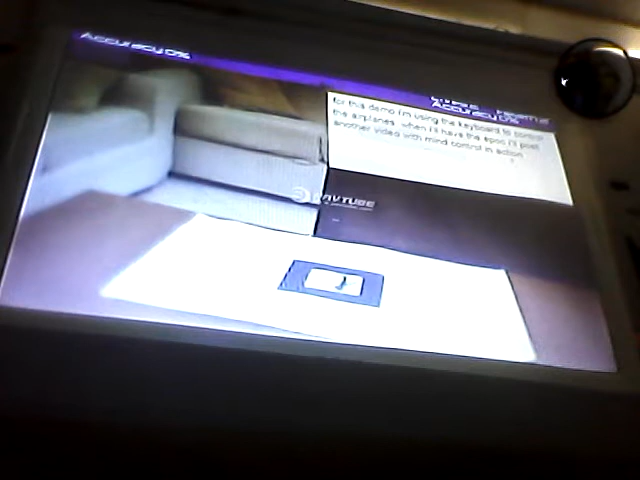 Accuracy 0%
Accuracy 0%
for this demo i'm using the keyboard to control
the airplanes. when i'll have the epoc i'll post
another video with mind control in action